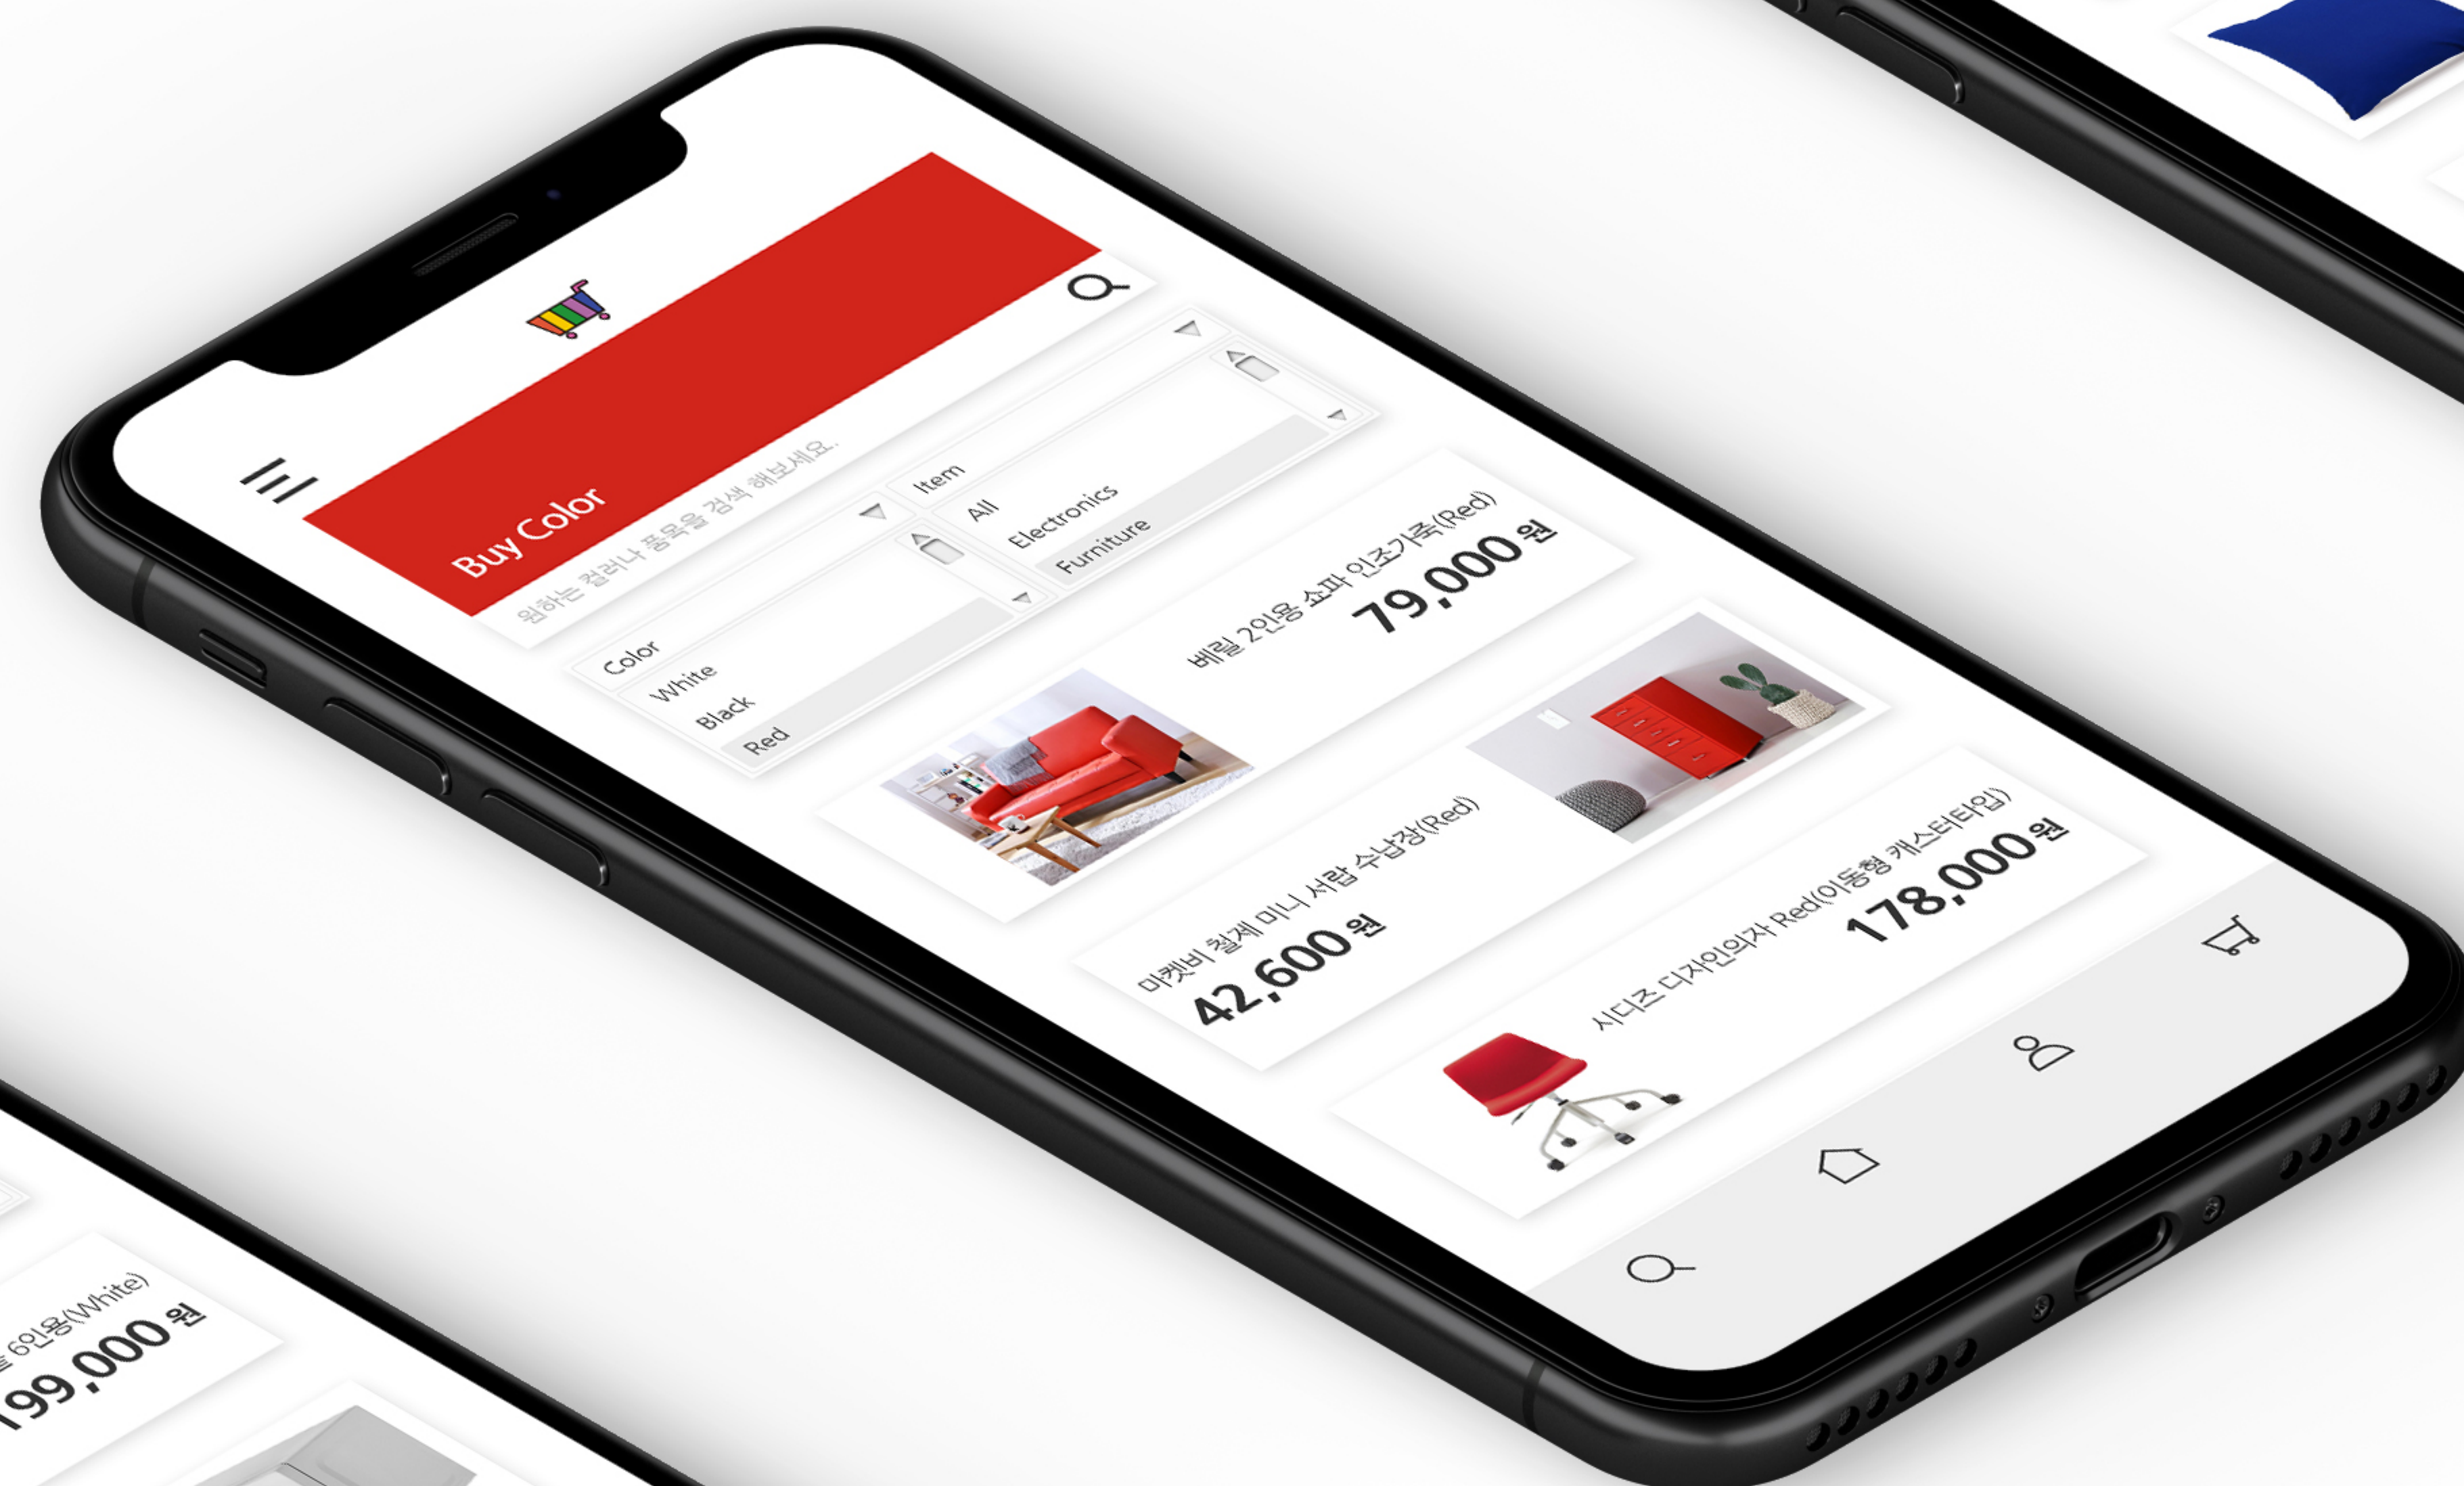 Buy Color
원하는 컬러나 품목을 검색 해보세요.
Color
White
Black
Red
Item
All
Electronics
Furniture
베릴 2인용 쇼파 인조가죽(Red)
79,000 원
마켓비 철제 미니 서랍 수납장(Red)
42,600 원
시디즈 디자인의자 Red(이동형 캐스터타입)
178,000 원
6인용(White)
199,000 원